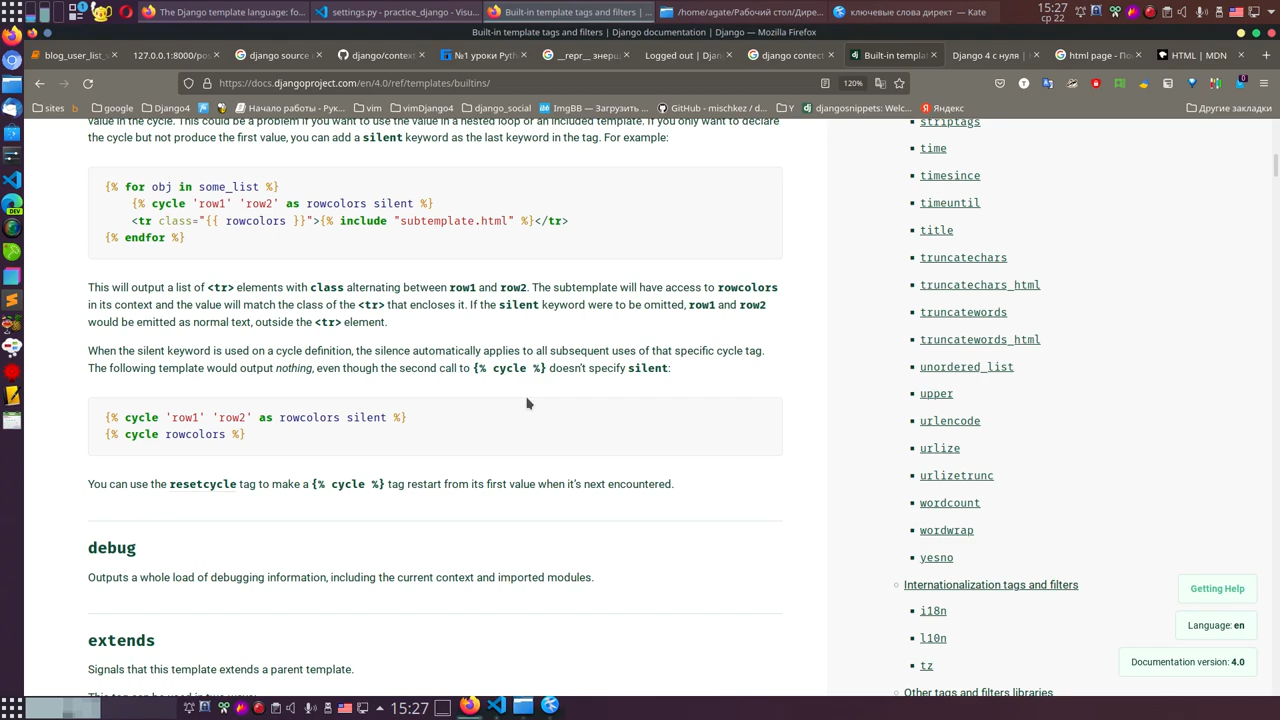 The Django template language: fo...
settings.py - practice_django - Visu...
Built-in template tags and filters | ...
/home/agate/Рабочий стол/Дире...
ключевые слова директ — Kate
15:27
ср 22
Built-in template tags and filters | Django documentation | Django — Mozilla Firefox
blog_user_list_v
127.0.0.1:8000/pos
django source
django/context
№1 уроки Pyth
__repr__ знерш
Logged out | Djan
django context
Built-in templat
Django 4 с нуля
html page - По
HTML | MDN
https://docs.djangoproject.com/en/4.0/ref/templates/builtins/
120%
sites
google
Django4
Начало работы - Рук...
vim
vimDjango4
django_social
ImgBB — Загрузить ...
GitHub - mischkez / d...
Y
djangosnippets: Welc...
Яндекс
Другие закладки
value in the cycle. This could be a problem if you want to use the value in a nested loop or an included template. If you only want to declare
the cycle but not produce the first value, you can add a silent keyword as the last keyword in the tag. For example:
{% for obj in some_list %}
{% cycle 'row1' 'row2' as rowcolors silent %}
<tr class="{{ rowcolors }}">{% include "subtemplate.html" %}</tr>
{% endfor %}
This will output a list of <tr> elements with class alternating between row1 and row2. The subtemplate will have access to rowcolors
in its context and the value will match the class of the <tr> that encloses it. If the silent keyword were to be omitted, row1 and row2
would be emitted as normal text, outside the <tr> element.
When the silent keyword is used on a cycle definition, the silence automatically applies to all subsequent uses of that specific cycle tag.
The following template would output nothing, even though the second call to {% cycle %} doesn't specify silent:
{% cycle 'row1' 'row2' as rowcolors silent %}
{% cycle rowcolors %}
You can use the resetcycle tag to make a {% cycle %} tag restart from its first value when it's next encountered.
debug
Outputs a whole load of debugging information, including the current context and imported modules.
extends
Signals that this template extends a parent template.
This tag can be used in two ways:
striptags
time
timesince
timeuntil
title
truncatechars
truncatechars_html
truncatewords
truncatewords_html
unordered_list
upper
urlencode
urlize
urlizetrunc
wordcount
wordwrap
yesno
Internationalization tags and filters
i18n
l10n
tz
Other tags and filters libraries
Getting Help
Language: en
Documentation version: 4.0
15:27